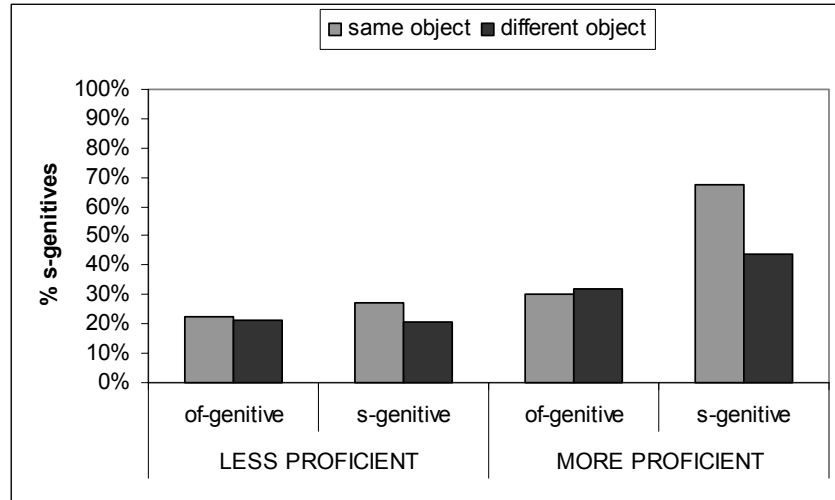 same object different object
100%
90%
80%
70%
60%
50%
40%
30%
20%
10%
0%
% s-genitives
of-genitive s-genitive of-genitive s-genitive
LESS PROFICIENT MORE PROFICIENT